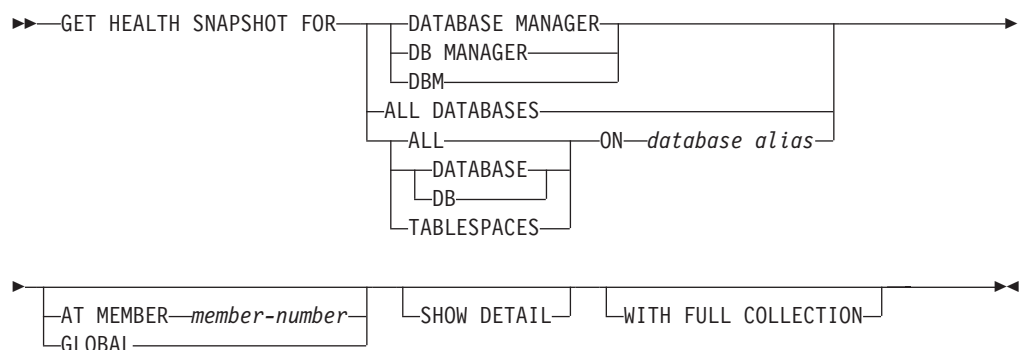 GET HEALTH SNAPSHOT FOR DATABASE MANAGER
DB MANAGER
DBM
ALL DATABASES
ALL ON database alias
DATABASE
DB
TABLESPACES
AT MEMBER member-number SHOW DETAIL WITH FULL COLLECTION
GLOBAL